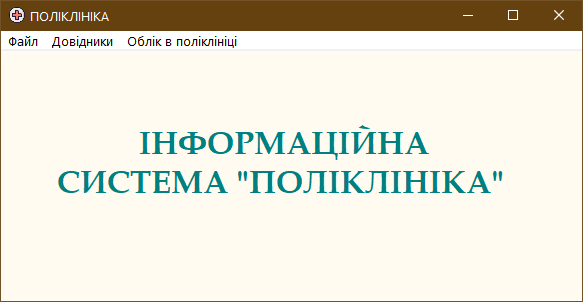 ПОЛІКЛІНІКА
Файл Довідники Облік в поліклініці
ІНФОРМАЦІЙНА
СИСТЕМА "ПОЛІКЛІНІКА"